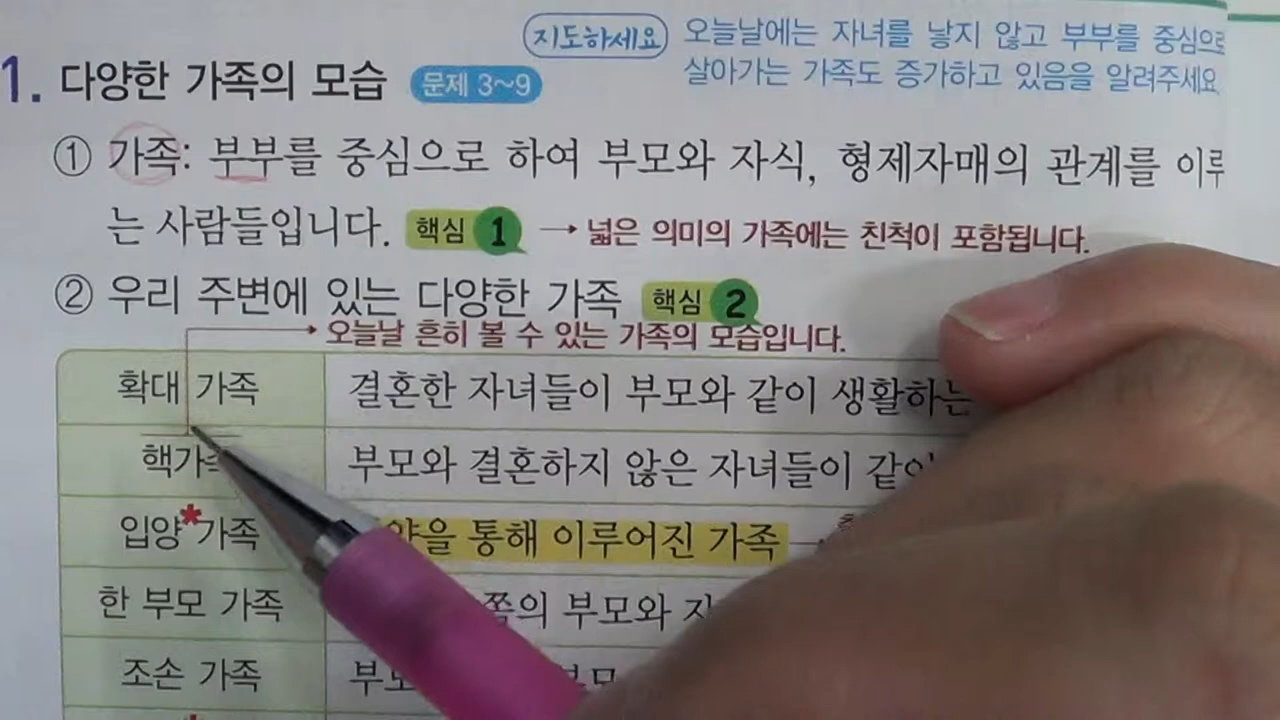 지도하세요 오늘날에는 자녀를 낳지 않고 부부를 중심으로
살아가는 가족도 증가하고 있음을 알려주세요
1. 다양한 가족의 모습 문제 3~9
① 가족: 부부를 중심으로 하여 부모와 자식, 형제자매의 관계를 이루
는 사람들입니다. 핵심 1 → 넓은 의미의 가족에는 친척이 포함됩니다.
② 우리 주변에 있는 다양한 가족 핵심 2
오늘날 흔히 볼 수 있는 가족의 모습입니다.
확대 가족 결혼한 자녀들이 부모와 같이 생활하는
핵가족 부모와 결혼하지 않은 자녀들이
입양*가족 통해 이루어진 가족
한 부모 가족 부모와
조손 가족